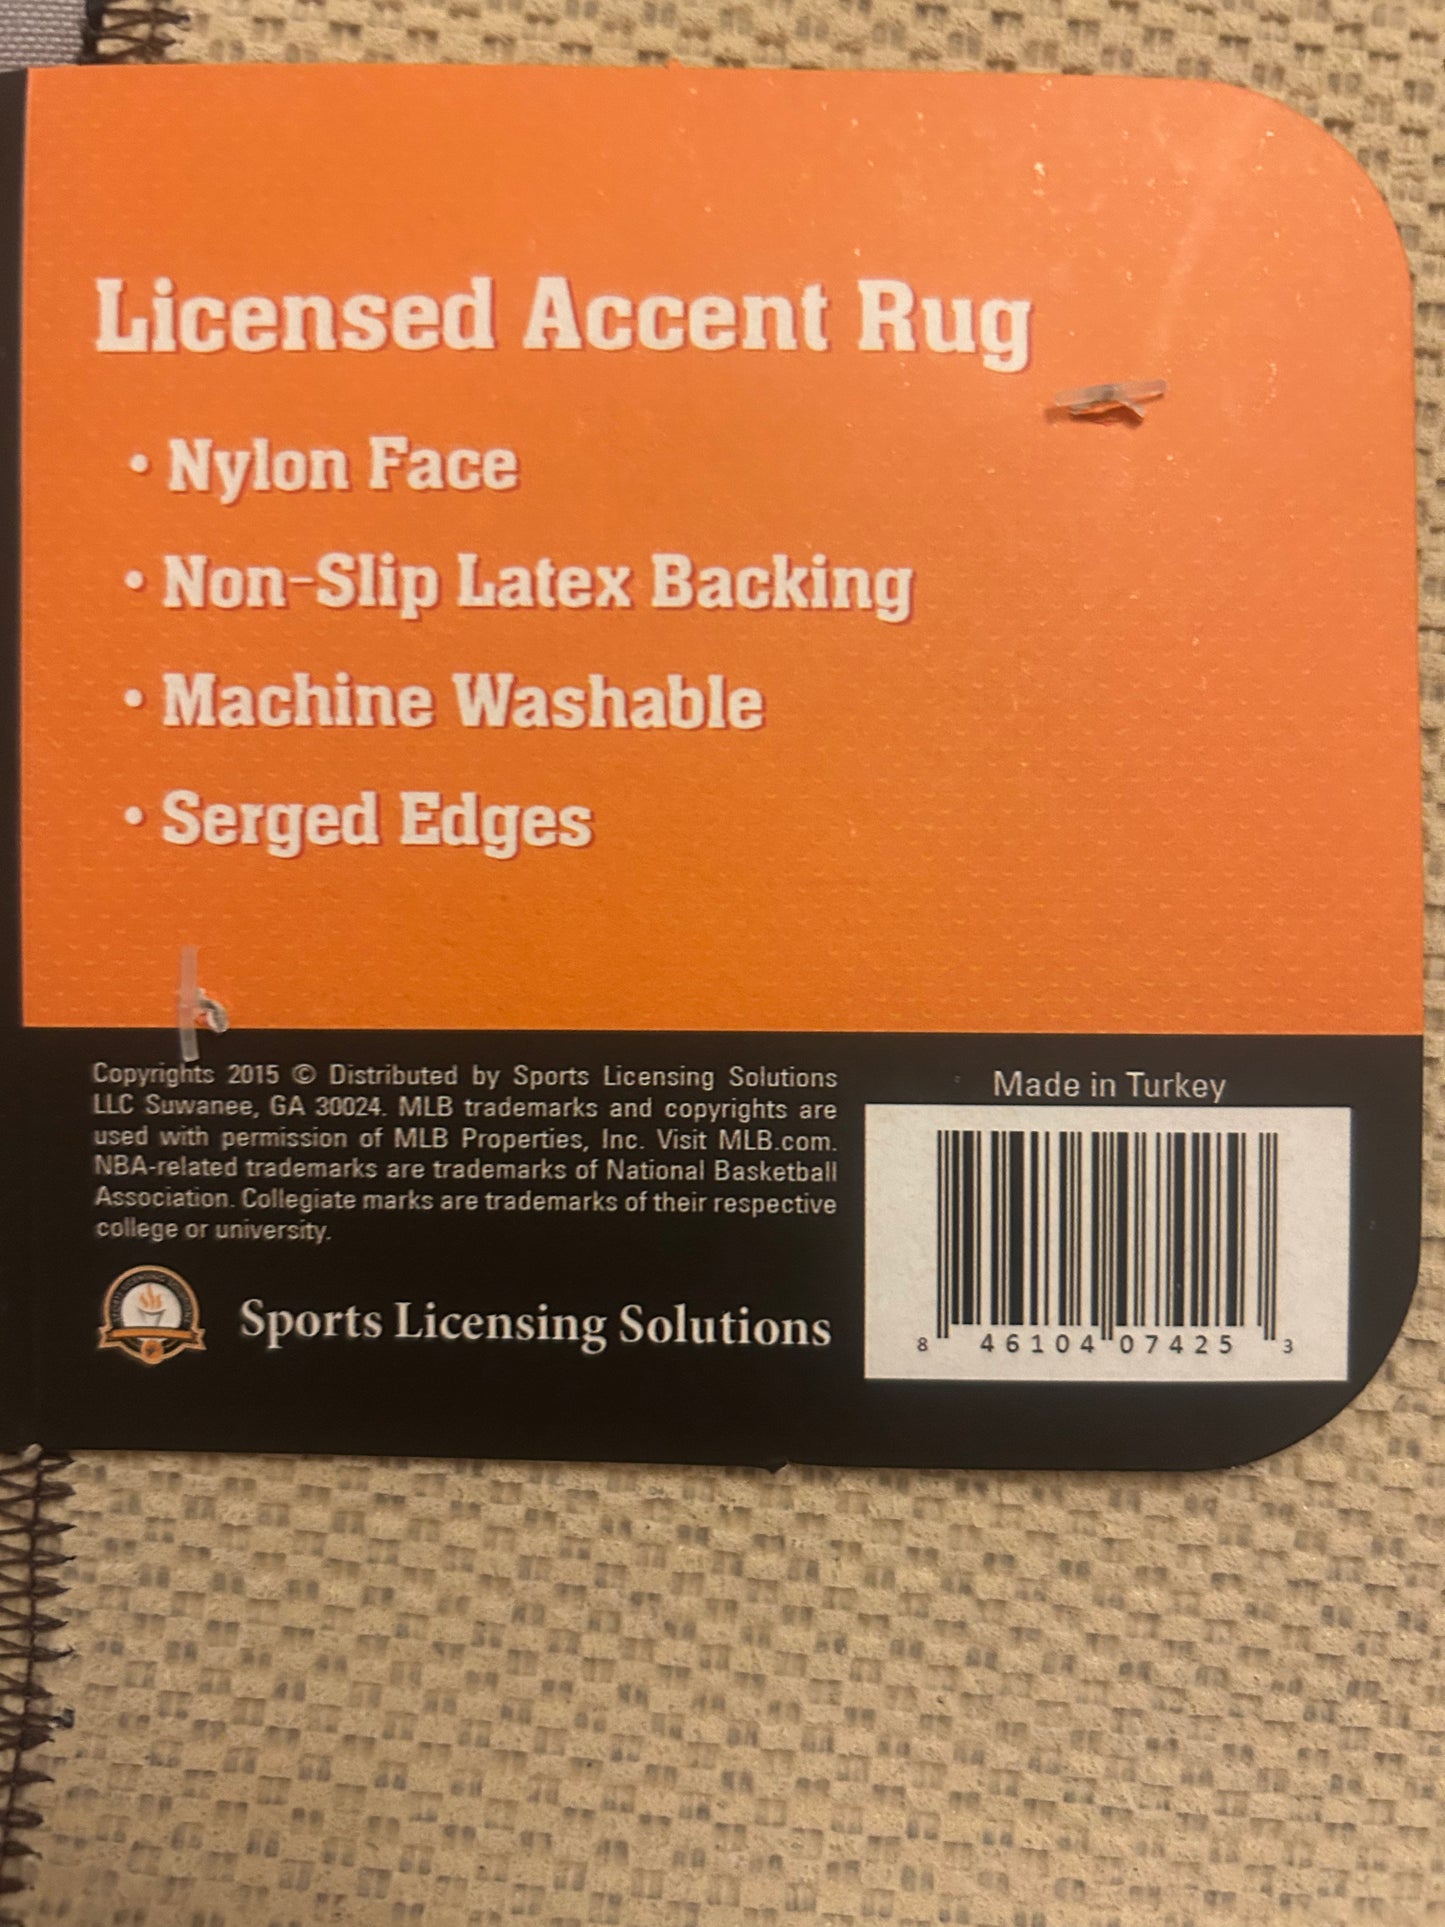 Licensed Accent Rug
• Nylon Face
• Non-Slip Latex Backing
• Machine Washable
• Serged Edges
Copyrights 2015 © Distributed by Sports Licensing Solutions
LLC Suwanee, GA 30024. MLB trademarks and copyrights are
used with permission of MLB Properties, Inc. Visit MLB.com.
NBA-related trademarks are trademarks of National Basketball
Association. Collegiate marks are trademarks of their respective
college or university.
Sports Licensing Solutions
Made in Turkey
8 46104 07425 3